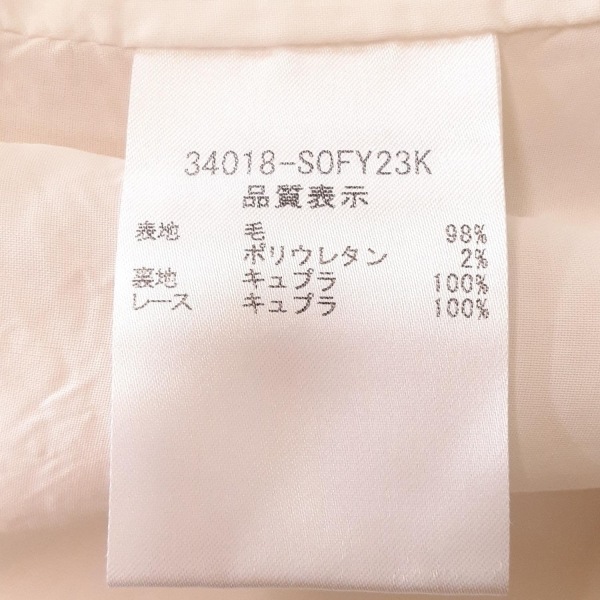 34018-SOFY23K
品質表示
表地 毛 98%
ポリウレタン 2%
裏地 キュプラ 100%
レース キュプラ 100%